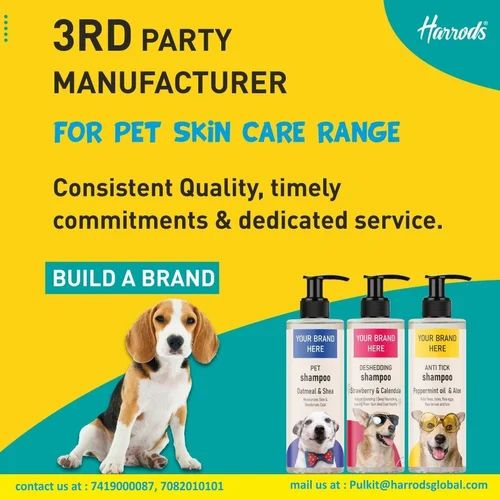 Harrods®
3RD PARTY
MANUFACTURER
FOR PET SKiN CARE RANGE
Consistent Quality, timely
commitments & dedicated service.
BUILD A BRAND
YOUR BRAND
HERE
PET
shampoo
Oatmeal & Shea
YOUR BRAND
HERE
DESHEDDING
shampoo
Strawberry & Calendula
YOUR BRAND
HERE
ANTI TICK
shampoo
Peppermint oil & Aloe
contact us at : 7419000087, 7082010101
mail us at : Pulkit@harrodsglobal.com